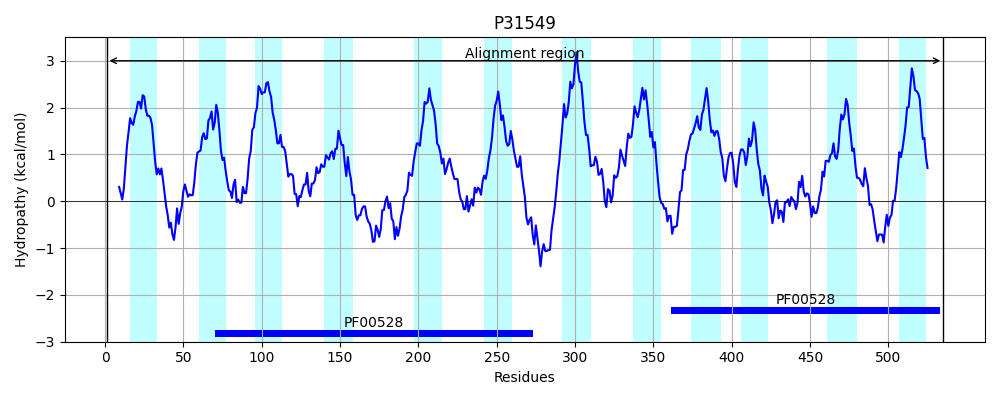 P31549
Alignment region
3
2
1
0
−1
−2
−3
Hydropathy (kcal/mol)
PF00528
PF00528
0 50 100 150 200 250 300 350 400 450 500
Residues